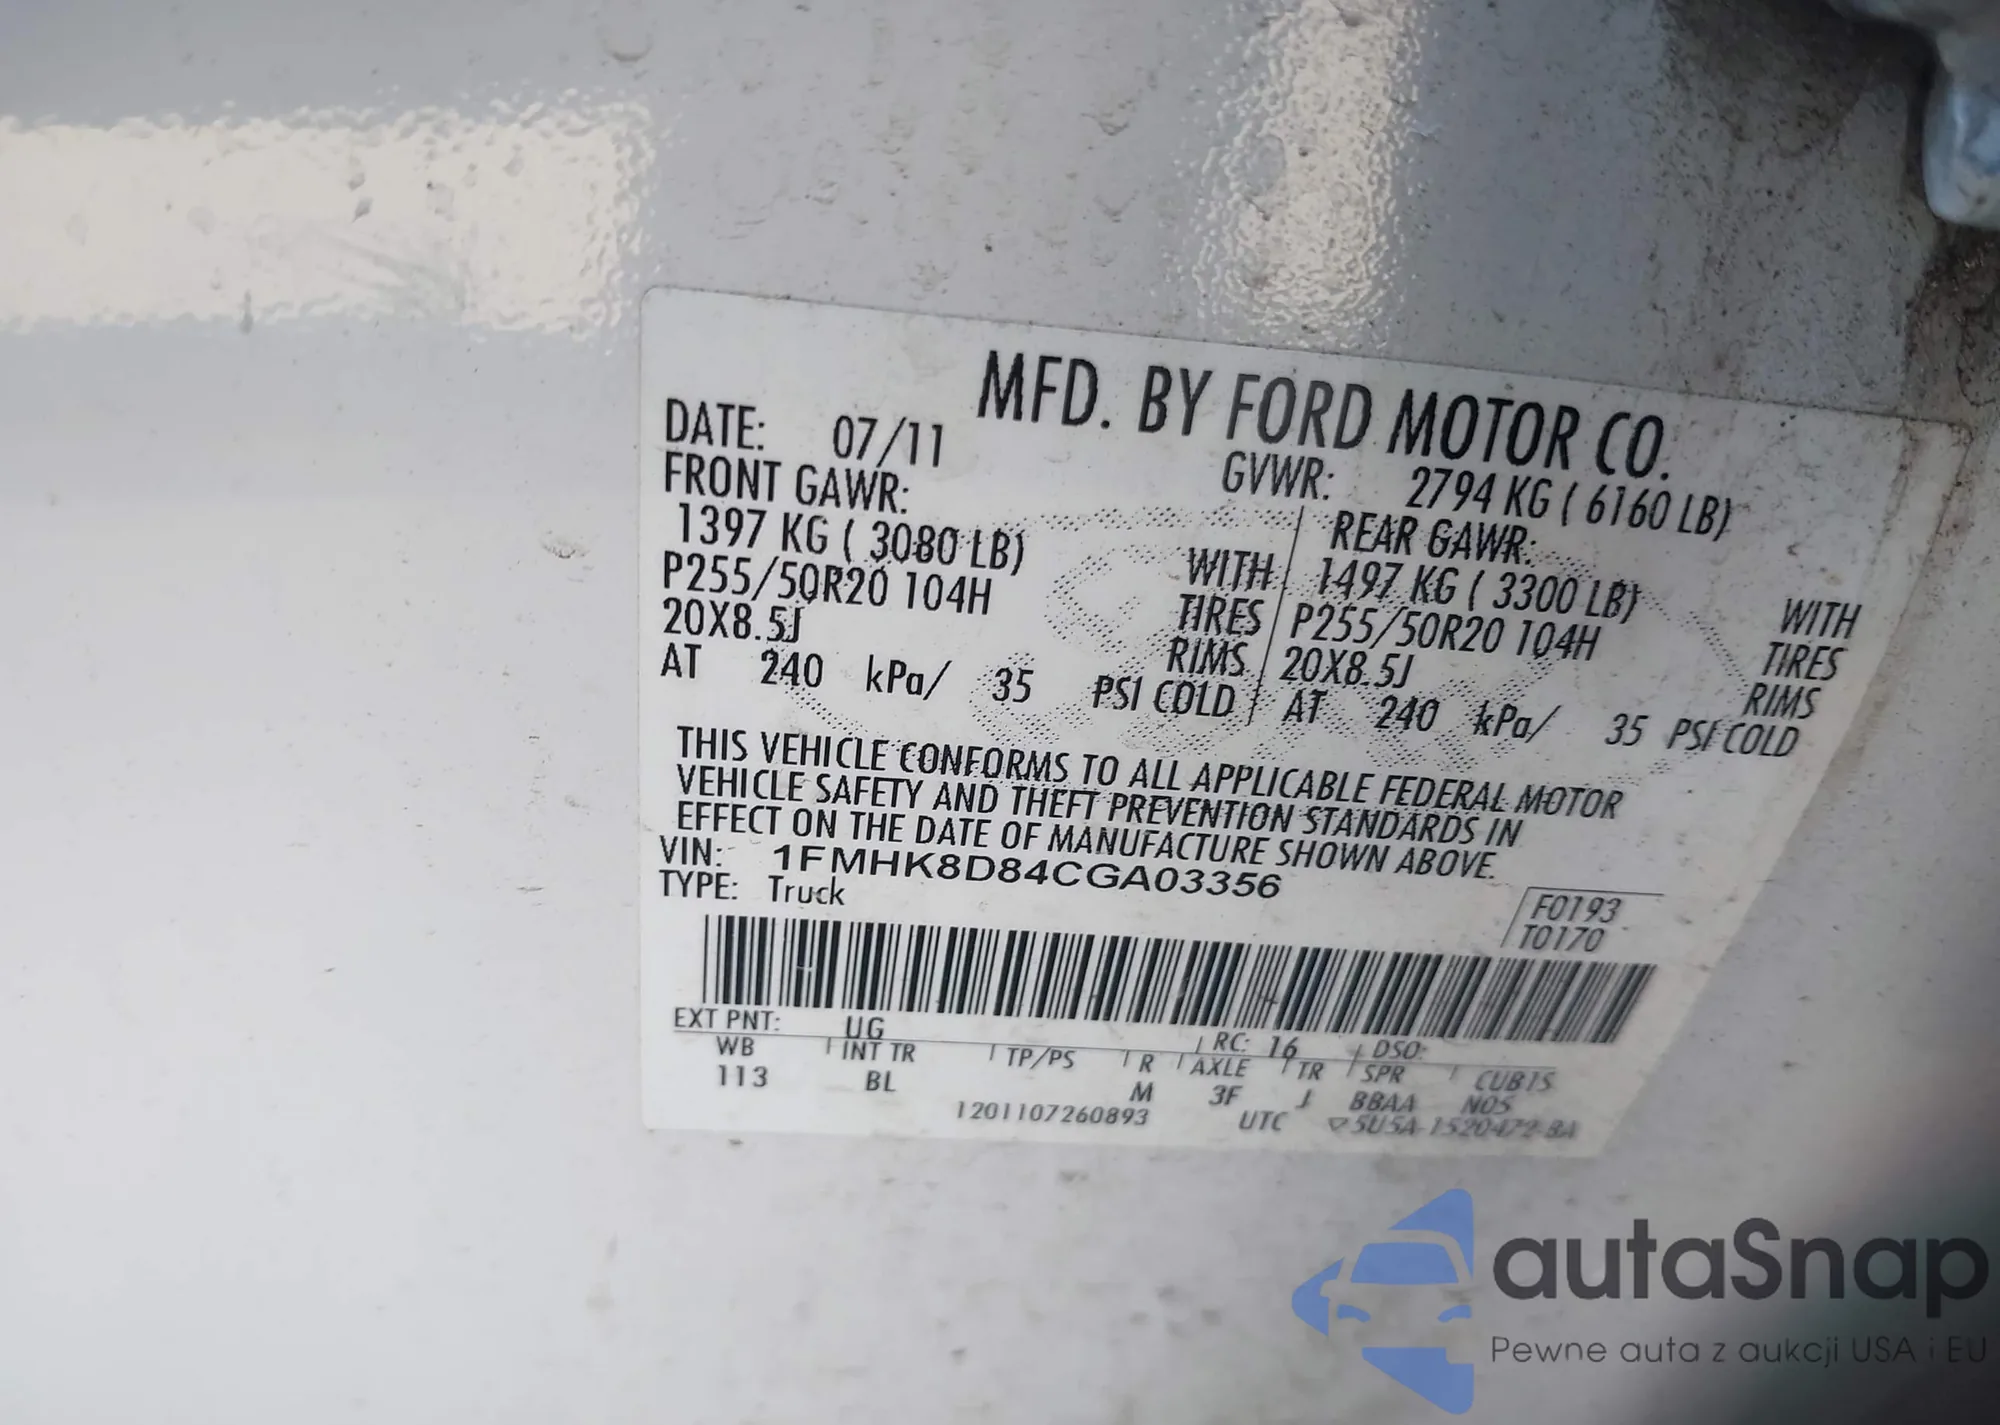 MFD. BY FORD MOTOR CO.
DATE: 07/11 GVWR: 2794 KG ( 6160 LB)
FRONT GAWR: REAR GAWR:
1397 KG ( 3080 LB) WITH 1497 KG ( 3300 LB) WITH
P255/50R20 104H TIRES P255/50R20 104H TIRES
20X8.5J RIMS 20X8.5J RIMS
AT 240 kPa/ 35 PSI COLD AT 240 kPa/ 35 PSI COLD
THIS VEHICLE CONFORMS TO ALL APPLICABLE FEDERAL MOTOR
VEHICLE SAFETY AND THEFT PREVENTION STANDARDS IN
EFFECT ON THE DATE OF MANUFACTURE SHOWN ABOVE.
VIN: 1FMHK8D84CGA03356
TYPE: Truck
F0193
T0170
EXT PNT: UG RC: 16 DSO:
WB INT TR TP/PS R AXLE TR SPR CUB15
113 BL M 3F J BBAA NOS
1201107260893 UTC ▽5U5A-1520472-BA
autaSnap
Pewne auta z aukcji USA i EU